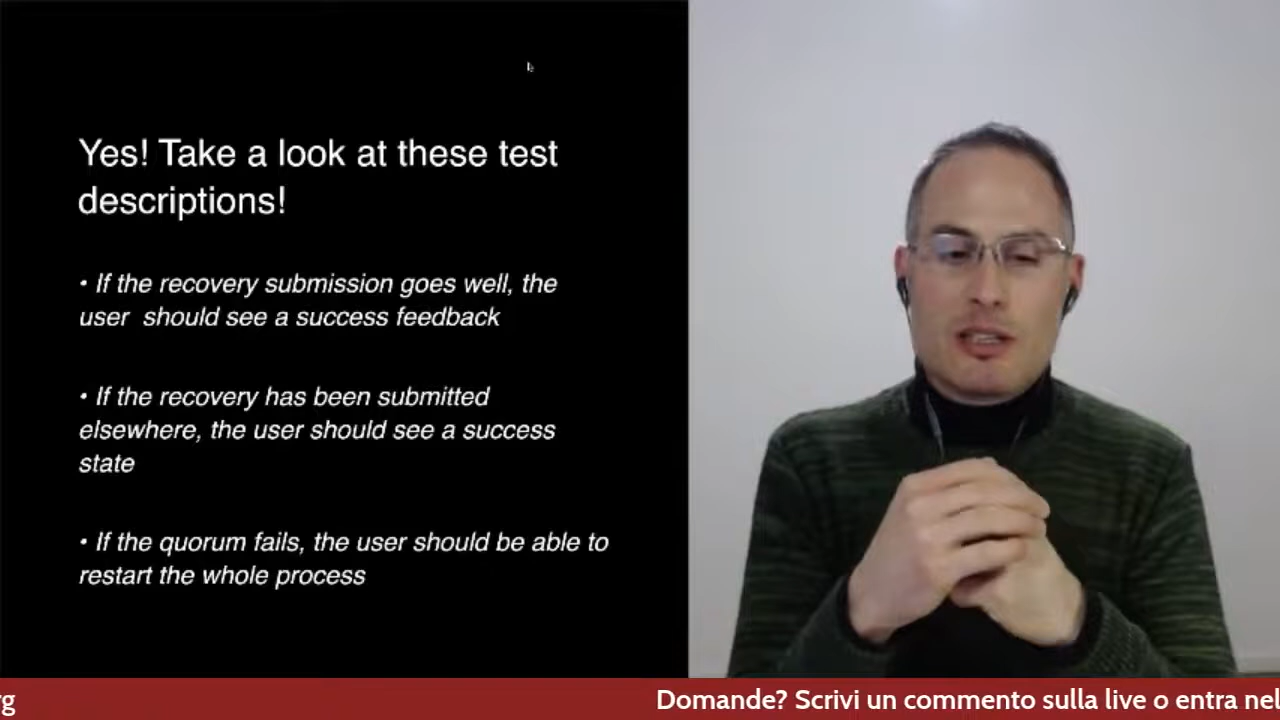 Yes! Take a look at these test
descriptions!
• If the recovery submission goes well, the
user should see a success feedback
• If the recovery has been submitted
elsewhere, the user should see a success
state
• If the quorum fails, the user should be able to
restart the whole process
rg
Domande? Scrivi un commento sulla live o entra nel